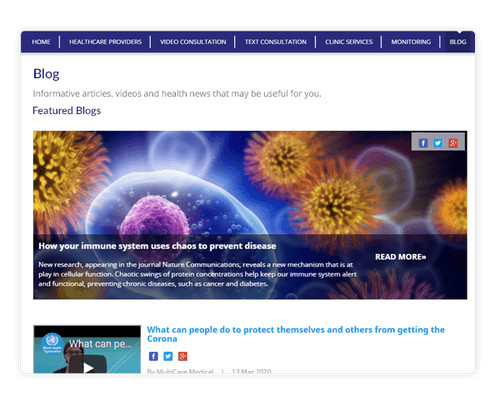 HOME HEALTHCARE PROVIDERS VIDEO CONSULTATION TEXT CONSULTATION CLINIC SERVICES MONITORING BLOG
Blog
Informative articles, videos and health news that may be useful for you.
Featured Blogs
How your immune system uses chaos to prevent disease
New research, appearing in the journal Nature Communications, reveals a new mechanism that is at
play in cellular function. Chaotic swings of protein concentrations help keep our immune system alert
and functional, preventing chronic diseases, such as cancer and diabetes.
READ MORE»
What can people do to protect themselves and others from getting the
Corona
What can pe...
By MultiCare Medical | 13 Mar 2020